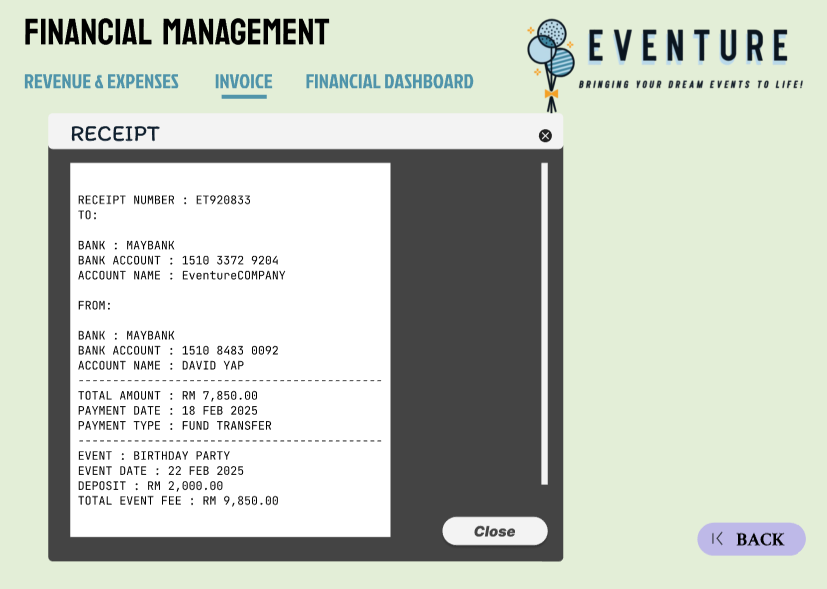 FINANCIAL MANAGEMENT
EVENTURE
BRINGING YOUR DREAM EVENTS TO LIFE!
REVENUE & EXPENSES INVOICE FINANCIAL DASHBOARD
RECEIPT
RECEIPT NUMBER : ET920833
TO:
BANK : MAYBANK
BANK ACCOUNT : 1510 3372 9204
ACCOUNT NAME : EventureCOMPANY
FROM:
BANK : MAYBANK
BANK ACCOUNT : 1510 8483 0092
ACCOUNT NAME : DAVID YAP
--------------------------------------------
TOTAL AMOUNT : RM 7,850.00
PAYMENT DATE : 18 FEB 2025
PAYMENT TYPE : FUND TRANSFER
--------------------------------------------
EVENT : BIRTHDAY PARTY
EVENT DATE : 22 FEB 2025
DEPOSIT : RM 2,000.00
TOTAL EVENT FEE : RM 9,850.00
Close
BACK